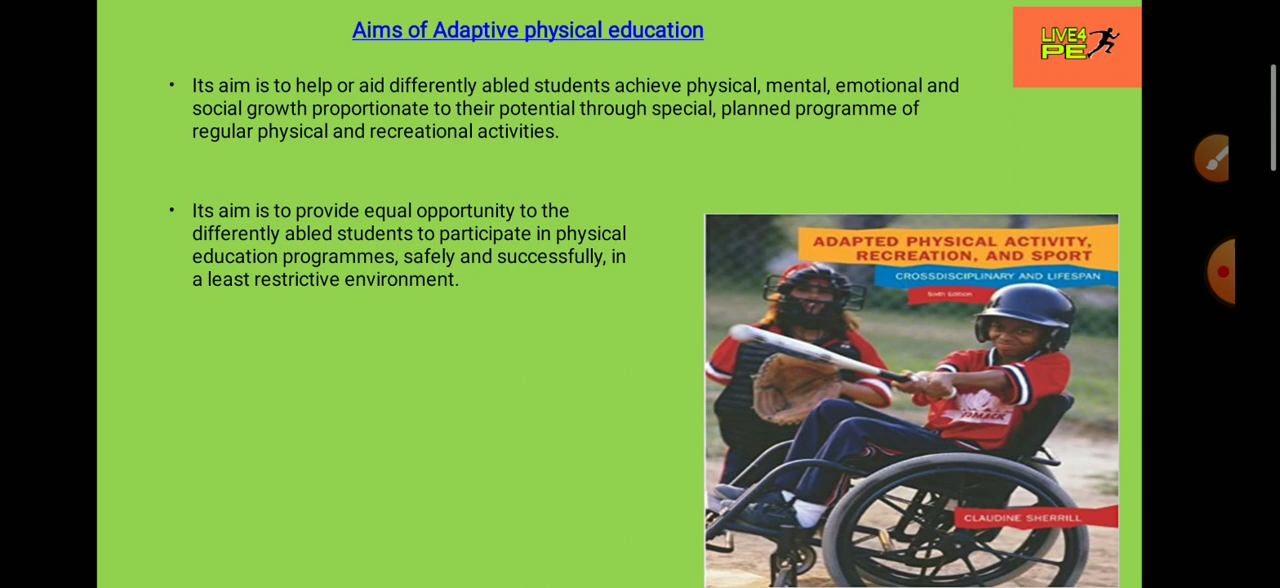 Aims of Adaptive physical education
LIVE4
PE
• Its aim is to help or aid differently abled students achieve physical, mental, emotional and
social growth proportionate to their potential through special, planned programme of
regular physical and recreational activities.
• Its aim is to provide equal opportunity to the
differently abled students to participate in physical
education programmes, safely and successfully, in
a least restrictive environment.
ADAPTED PHYSICAL ACTIVITY,
RECREATION, AND SPORT
CROSSDISCIPLINARY AND LIFESPAN
Sixth Edition
CLAUDINE SHERRILL